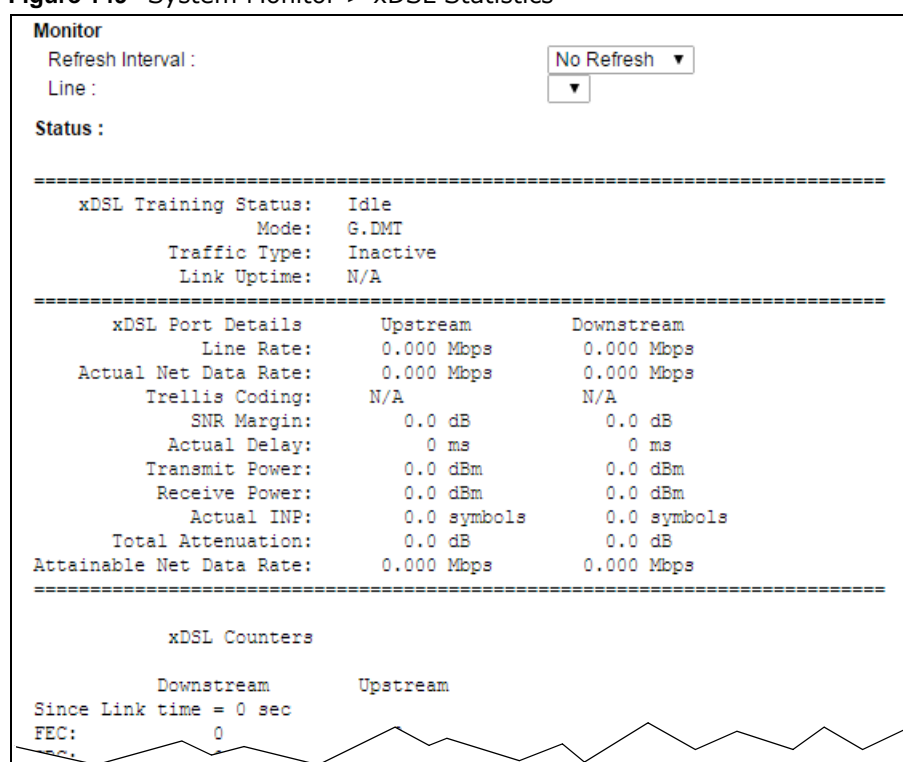 System Monitor > xDSL Statistics
Monitor
Refresh Interval : No Refresh ▼
Line : ▼
Status :
============================================================================
xDSL Training Status: Idle
Mode: G.DMT
Traffic Type: Inactive
Link Uptime: N/A
============================================================================
xDSL Port Details Upstream Downstream
Line Rate: 0.000 Mbps 0.000 Mbps
Actual Net Data Rate: 0.000 Mbps 0.000 Mbps
Trellis Coding: N/A N/A
SNR Margin: 0.0 dB 0.0 dB
Actual Delay: 0 ms 0 ms
Transmit Power: 0.0 dBm 0.0 dBm
Receive Power: 0.0 dBm 0.0 dBm
Actual INP: 0.0 symbols 0.0 symbols
Total Attenuation: 0.0 dB 0.0 dB
Attainable Net Data Rate: 0.000 Mbps 0.000 Mbps
============================================================================
xDSL Counters
Downstream Upstream
Since Link time = 0 sec
FEC: 0